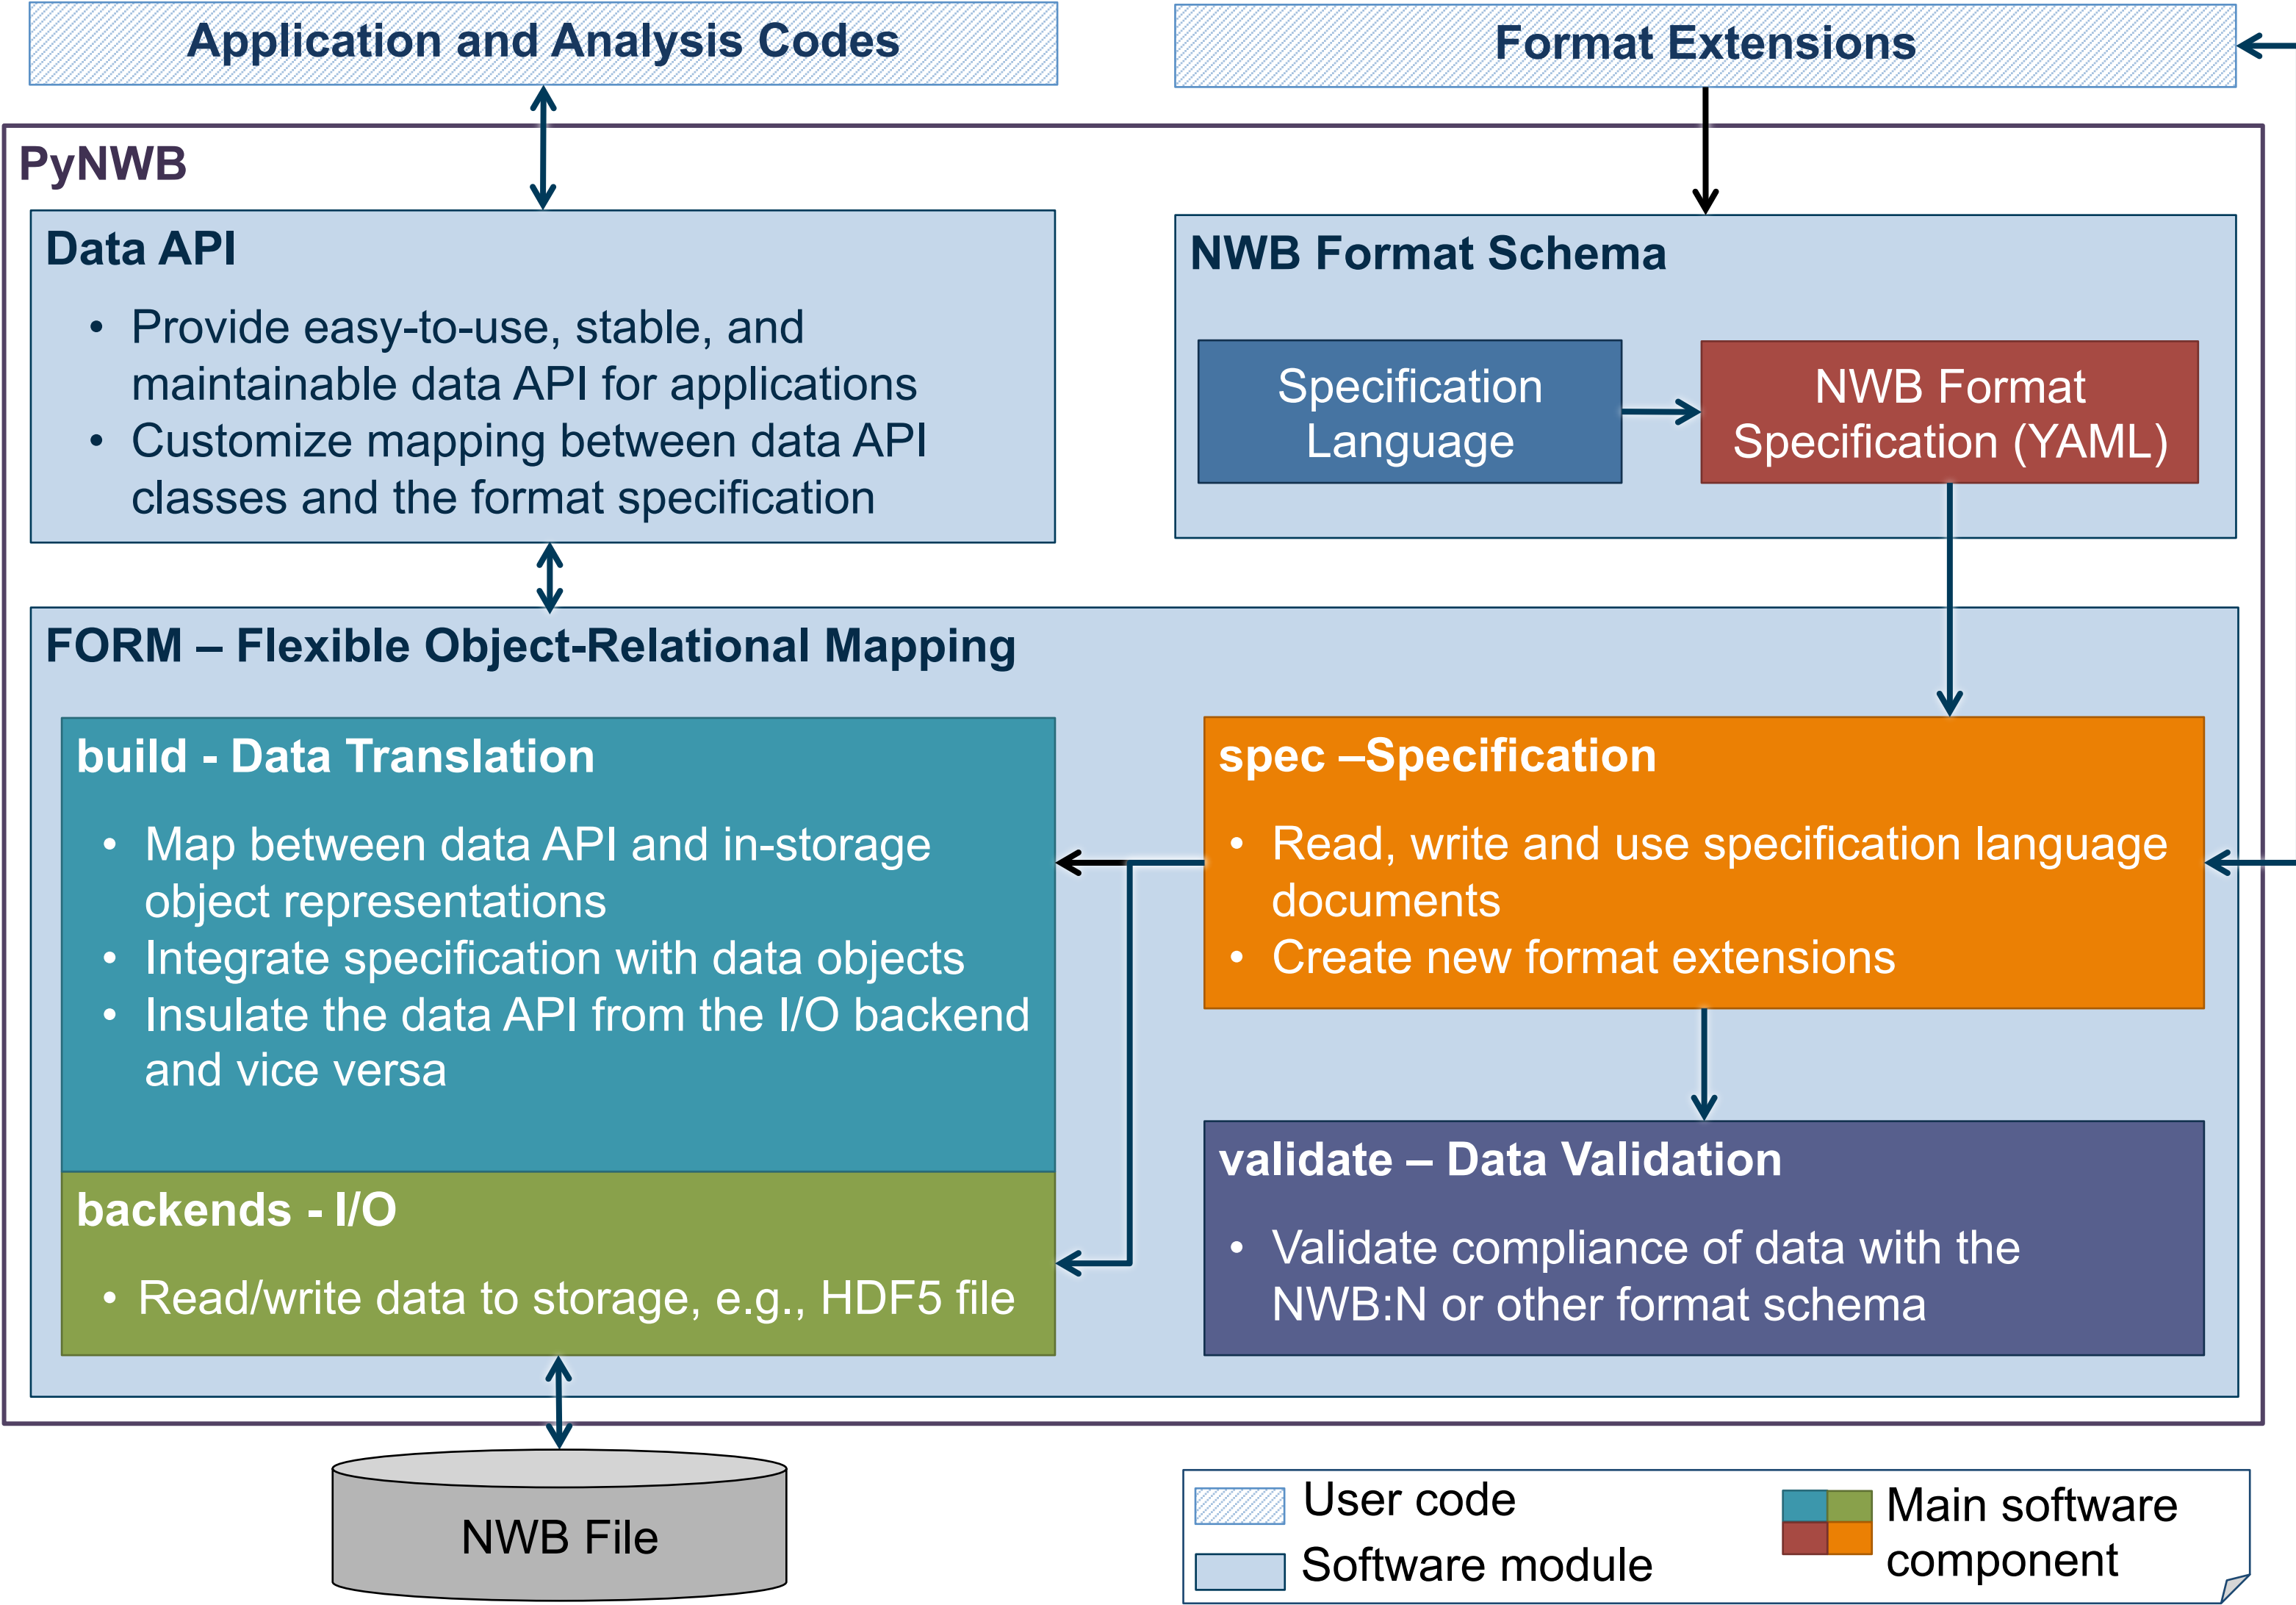 Application and Analysis Codes
Format Extensions
PyNWB
Data API
• Provide easy-to-use, stable, and
maintainable data API for applications
• Customize mapping between data API
classes and the format specification
NWB Format Schema
Specification
Language
NWB Format
Specification (YAML)
FORM – Flexible Object-Relational Mapping
build - Data Translation
• Map between data API and in-storage
object representations
• Integrate specification with data objects
• Insulate the data API from the I/O backend
and vice versa
backends - I/O
• Read/write data to storage, e.g., HDF5 file
spec –Specification
• Read, write and use specification language
documents
• Create new format extensions
validate – Data Validation
• Validate compliance of data with the
NWB:N or other format schema
NWB File
User code
Software module
Main software
component